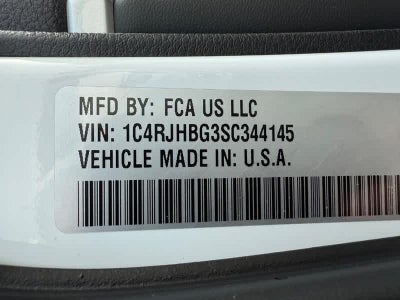 MFD BY: FCA US LLC
VIN: 1C4RJHBG3SC344145
VEHICLE MADE IN: U.S.A.